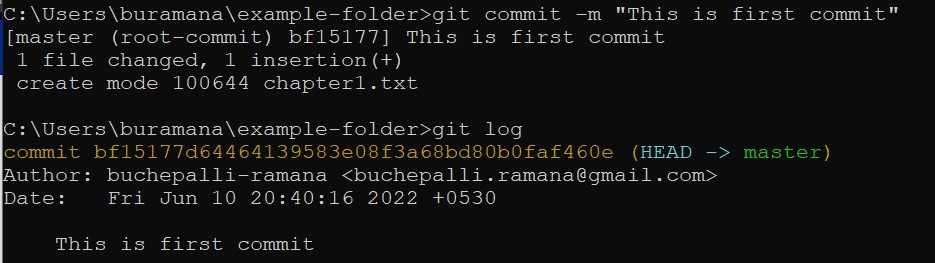 C:\Users\buramana\example-folder>git commit -m "This is first commit"
[master (root-commit) bf15177] This is first commit
 1 file changed, 1 insertion(+)
 create mode 100644 chapter1.txt

C:\Users\buramana\example-folder>git log
commit bf15177d64464139583e08f3a68bd80b0faf460e (HEAD -> master)
Author: buchepalli-ramana <buchepalli.ramana@gmail.com>
Date:   Fri Jun 10 20:40:16 2022 +0530

    This is first commit